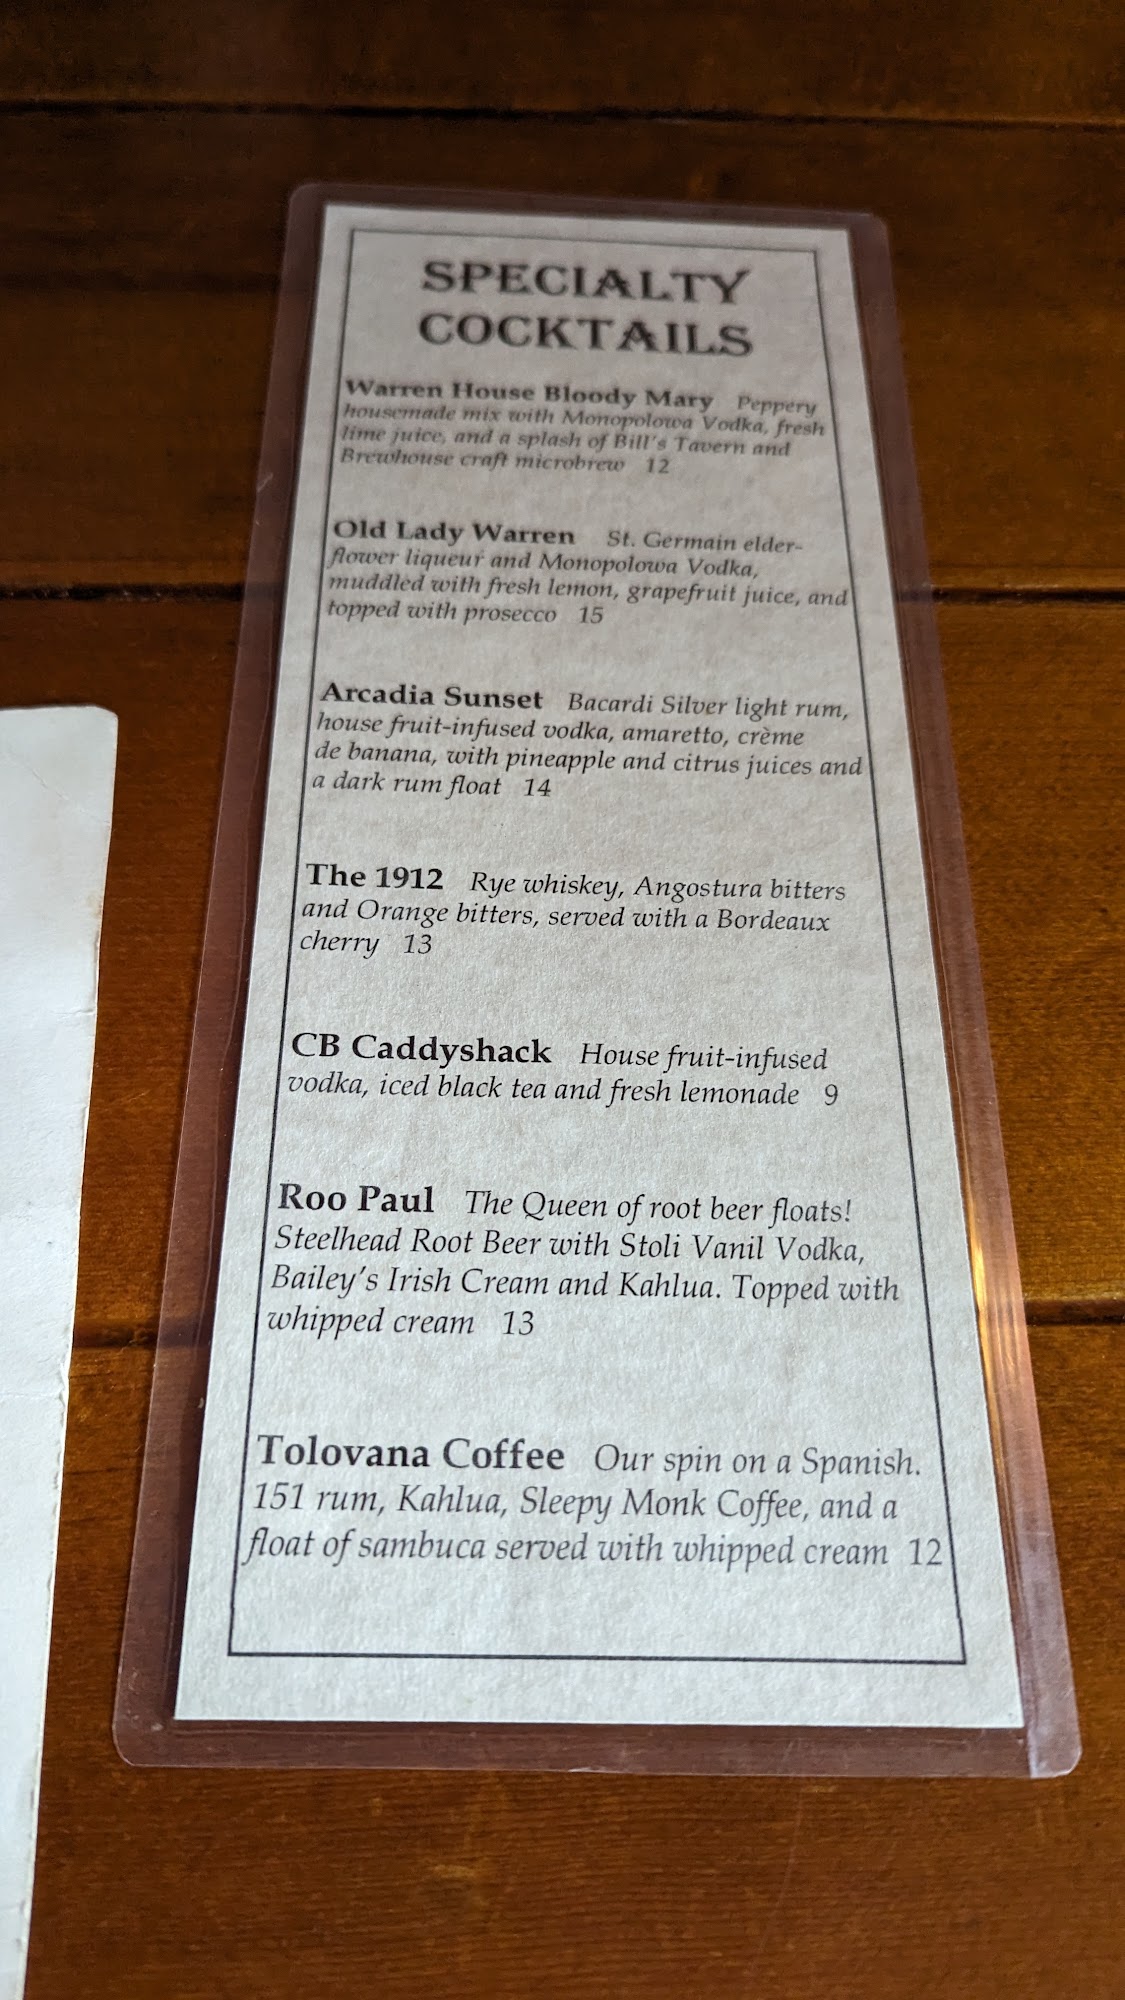 SPECIALTY
COCKTAILS
Warren House Bloody Mary Peppery
housemade mix with Monopolowa Vodka, fresh
lime juice, and a splash of Bill's Tavern and
Brewhouse craft microbrew 12
Old Lady Warren St. Germain elder-
flower liqueur and Monopolowa Vodka,
muddled with fresh lemon, grapefruit juice, and
topped with prosecco 15
Arcadia Sunset Bacardi Silver light rum,
house fruit-infused vodka, amaretto, crème
de banana, with pineapple and citrus juices and
a dark rum float 14
The 1912 Rye whiskey, Angostura bitters
and Orange bitters, served with a Bordeaux
cherry 13
CB Caddyshack House fruit-infused
vodka, iced black tea and fresh lemonade 9
Roo Paul The Queen of root beer floats!
Steelhead Root Beer with Stoli Vanil Vodka,
Bailey's Irish Cream and Kahlua. Topped with
whipped cream 13
Tolovana Coffee Our spin on a Spanish.
151 rum, Kahlua, Sleepy Monk Coffee, and a
float of sambuca served with whipped cream 12